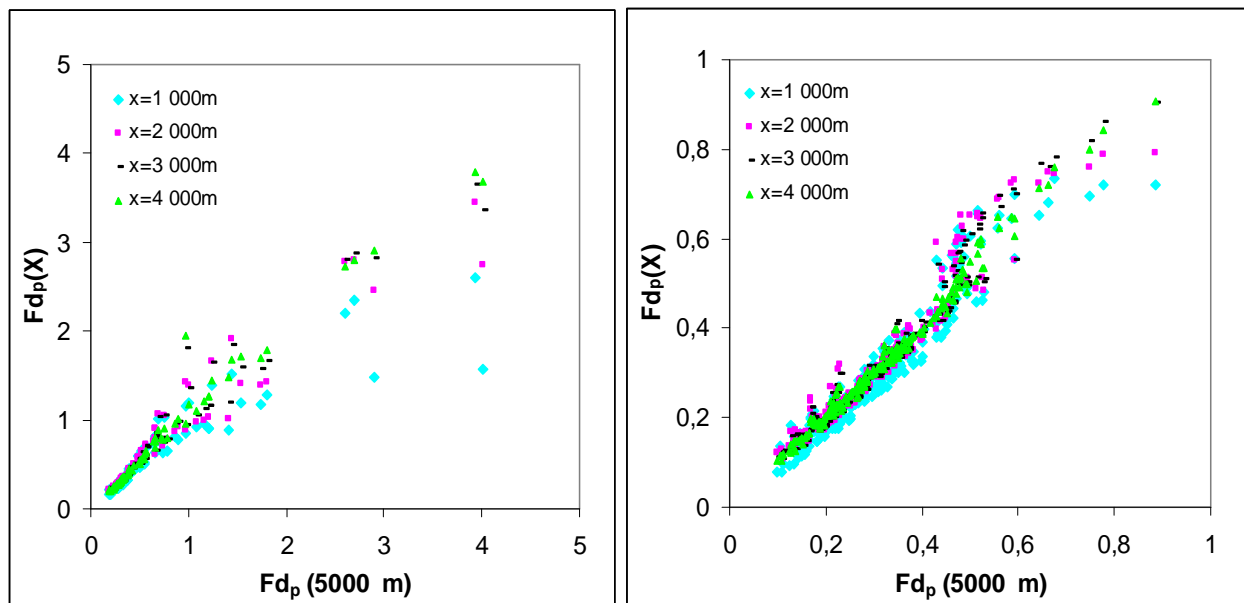 5
4
3
2
1
0
Fdp(X)
x=1 000m
x=2 000m
x=3 000m
x=4 000m
0 1 2 3 4 5
Fdp (5000 m)
1
0,8
0,6
0,4
0,2
0
Fdp(X)
x=1 000m
x=2 000m
x=3 000m
x=4 000m
0 0,2 0,4 0,6 0,8 1
Fdp (5000 m)